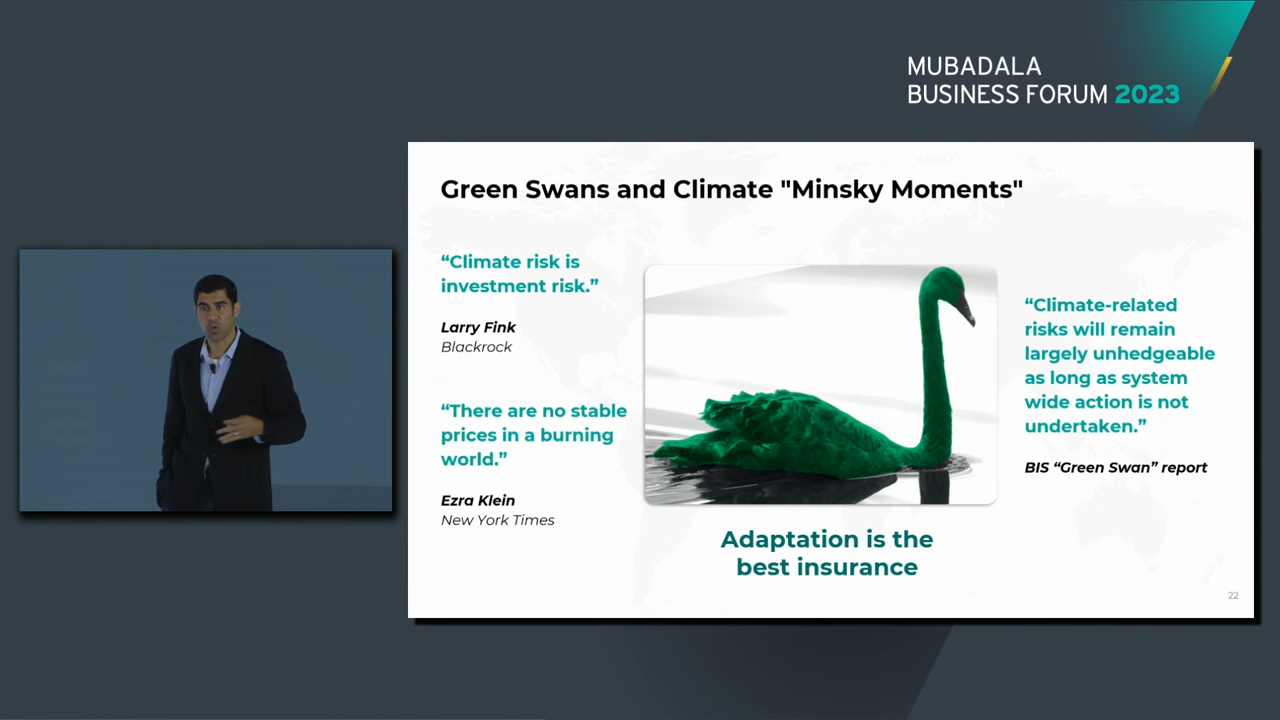 MUBADALA
BUSINESS FORUM 2023
Green Swans and Climate "Minsky Moments"
“Climate risk is
investment risk.”
Larry Fink
Blackrock
“There are no stable
prices in a burning
world.”
Ezra Klein
New York Times
“Climate-related
risks will remain
largely unhedgeable
as long as system
wide action is not
undertaken.”
BIS “Green Swan” report
Adaptation is the
best insurance
22